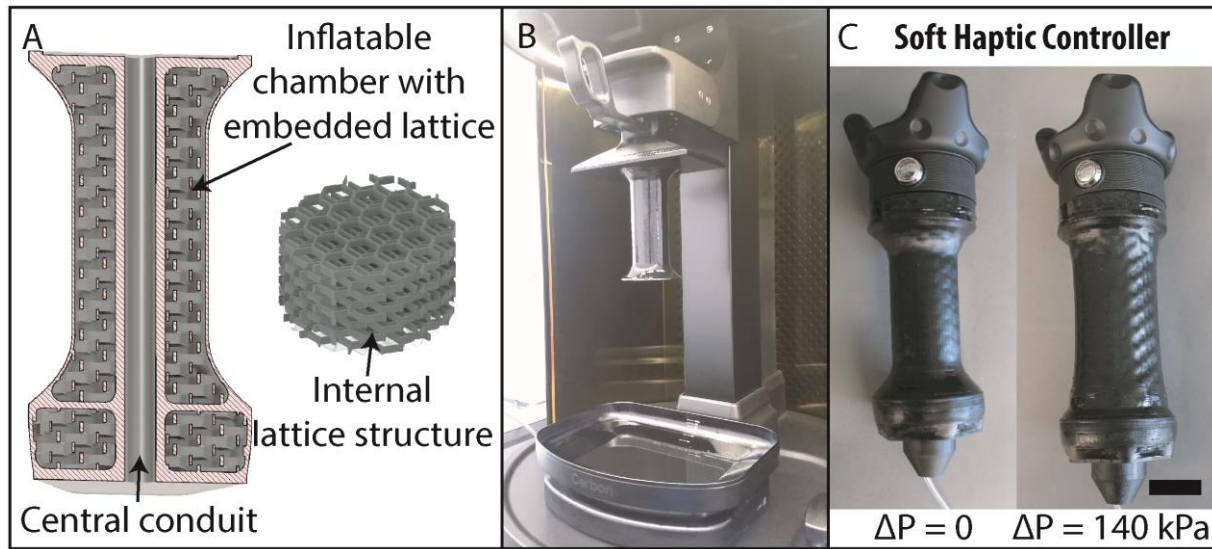 A
Inflatable
chamber with
embedded lattice
Internal
lattice structure
Central conduit
B
Carbon
C
Soft Haptic Controller
ΔP = 0
ΔP = 140 kPa